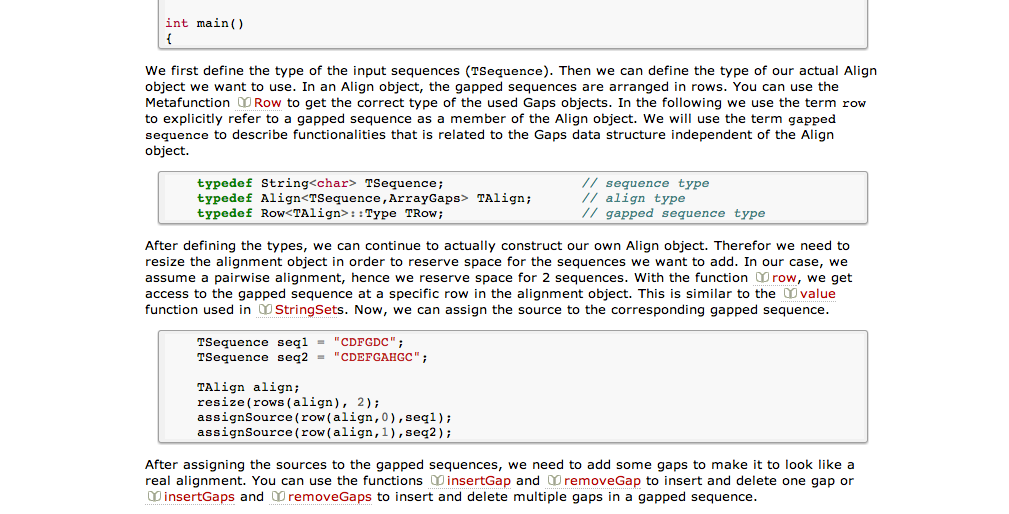 int main()
{
We first define the type of the input sequences (TSequence). Then we can define the type of our actual Align
object we want to use. In an Align object, the gapped sequences are arranged in rows. You can use the
Metafunction Row to get the correct type of the used Gaps objects. In the following we use the term row
to explicitly refer to a gapped sequence as a member of the Align object. We will use the term gapped
sequence to describe functionalities that is related to the Gaps data structure independent of the Align
object.
typedef String<char> TSequence; // sequence type
typedef Align<TSequence,ArrayGaps> TAlign; // align type
typedef Row<TAlign>::Type TRow; // gapped sequence type
After defining the types, we can continue to actually construct our own Align object. Therefor we need to
resize the alignment object in order to reserve space for the sequences we want to add. In our case, we
assume a pairwise alignment, hence we reserve space for 2 sequences. With the function row, we get
access to the gapped sequence at a specific row in the alignment object. This is similar to the value
function used in StringSets. Now, we can assign the source to the corresponding gapped sequence.
TSequence seq1 = "CDFGDC";
TSequence seq2 = "CDEFGAHGC";
TAlign align;
resize(rows(align), 2);
assignSource(row(align,0),seq1);
assignSource(row(align,1),seq2);
After assigning the sources to the gapped sequences, we need to add some gaps to make it to look like a
real alignment. You can use the functions insertGap and removeGap to insert and delete one gap or
insertGaps and removeGaps to insert and delete multiple gaps in a gapped sequence.